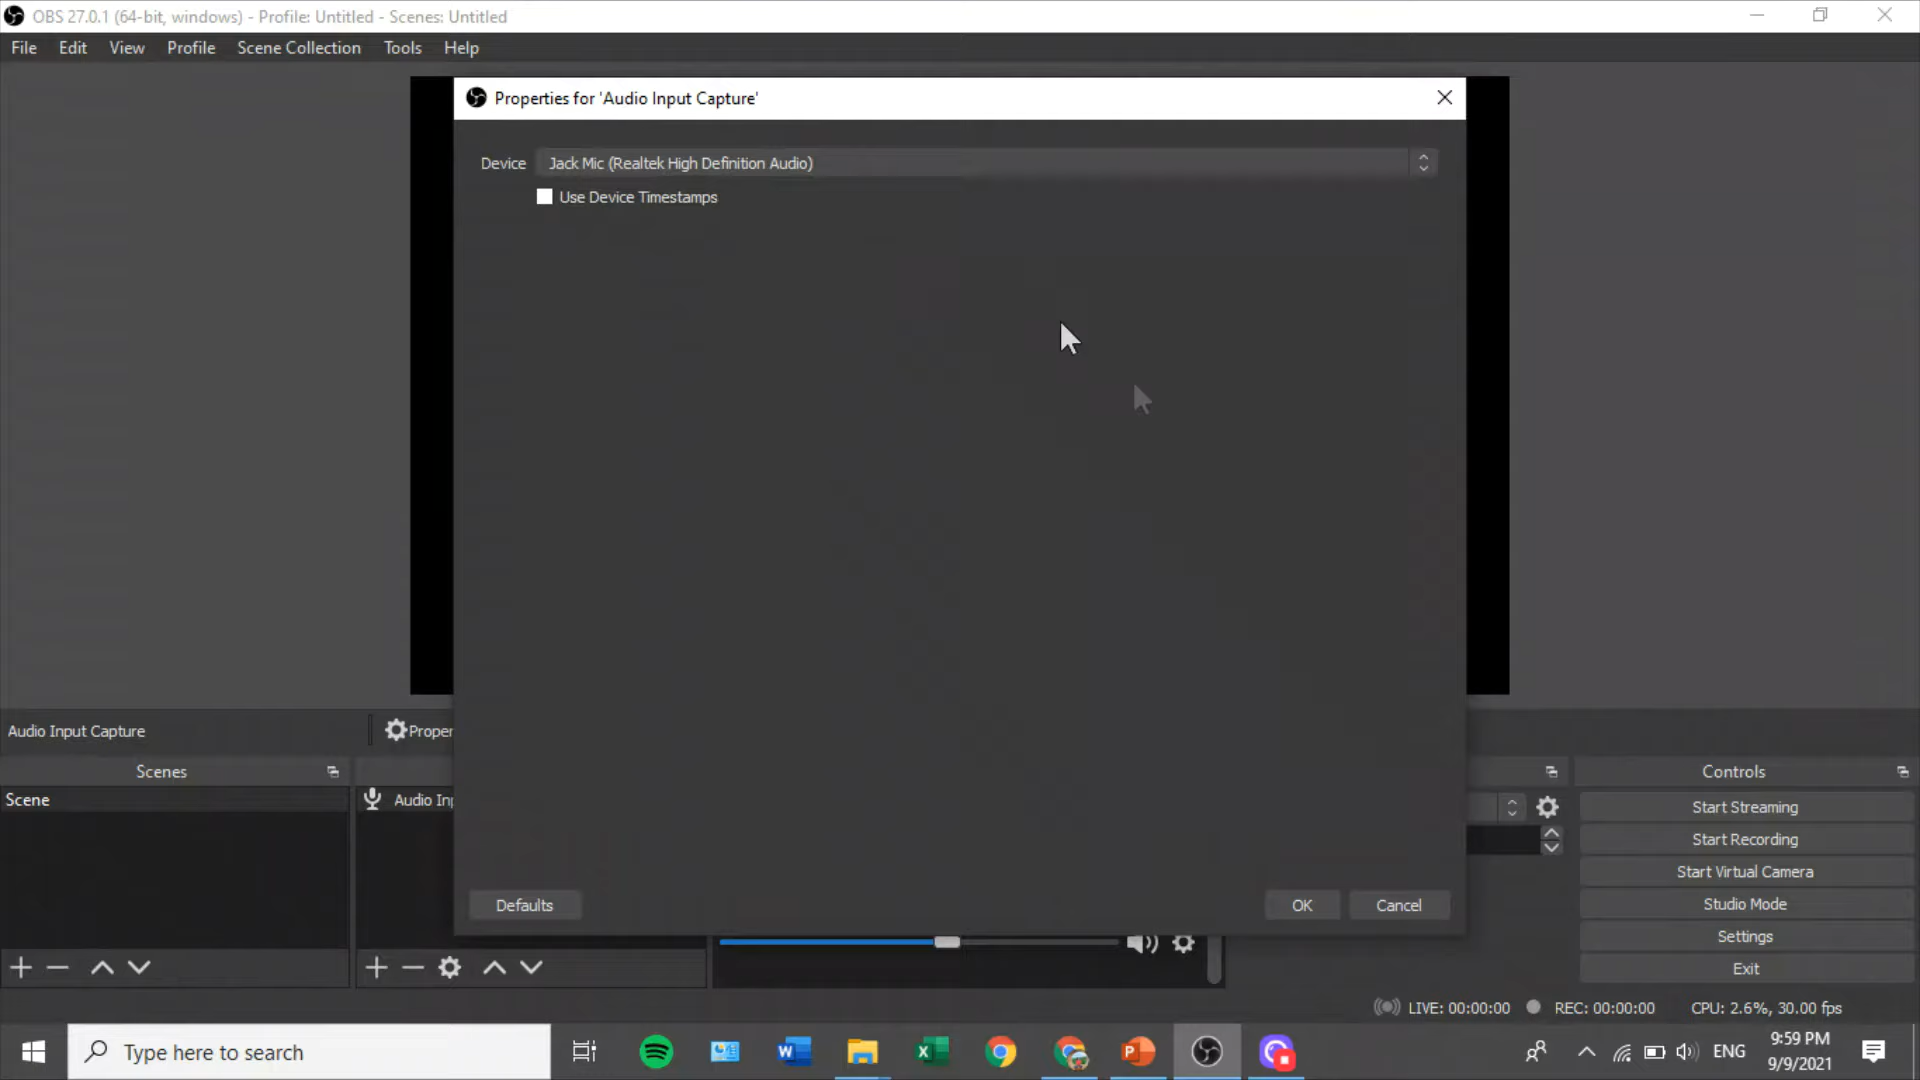 OBS 27.0.1 (64-bit, windows) - Profile: Untitled - Scenes: Untitled
File Edit View Profile Scene Collection Tools Help
Properties for 'Audio Input Capture'
Device Jack Mic (Realtek High Definition Audio)
Use Device Timestamps
Audio Input Capture Proper
Scenes Controls
Scene Audio Inp Start Streaming
Start Recording
Start Virtual Camera
Studio Mode
Defaults OK Cancel
Settings
Exit
LIVE: 00:00:00 REC: 00:00:00 CPU: 2.6%, 30.00 fps
Type here to search ENG 9:59 PM
9/9/2021